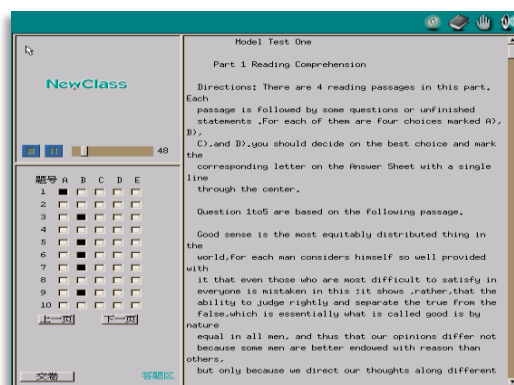 NewClass
48
题号 A B C D E
1
2
3
4
5
6
7
8
9
10
上一页 下一页
交卷 答题区
Model Test One
Part 1 Reading Comprehension
Directions: There are 4 reading passages in this part.
Each
passage is followed by some questions or unfinished
statements .For each of them are four choices marked A),
B),
C),and D).you should decide on the best choice and mark
the
corresponding letter on the Answer Sheet with a single
line
through the center.
Question 1to5 are based on the following passage.
Good sense is the most equitably distributed thing in
the
world,for each man considers himself so well provided
with
it that even those who are most difficult to satisfy in
everyone is mistaken in this :it shows ,rather,that the
ability to judge rightly and separate the true from the
false,which is essentially what is called good is by
nature
equal in all men, and thus that our opinions differ not
because some men are better endowed with reason than
others,
but only because we direct our thoughts along different